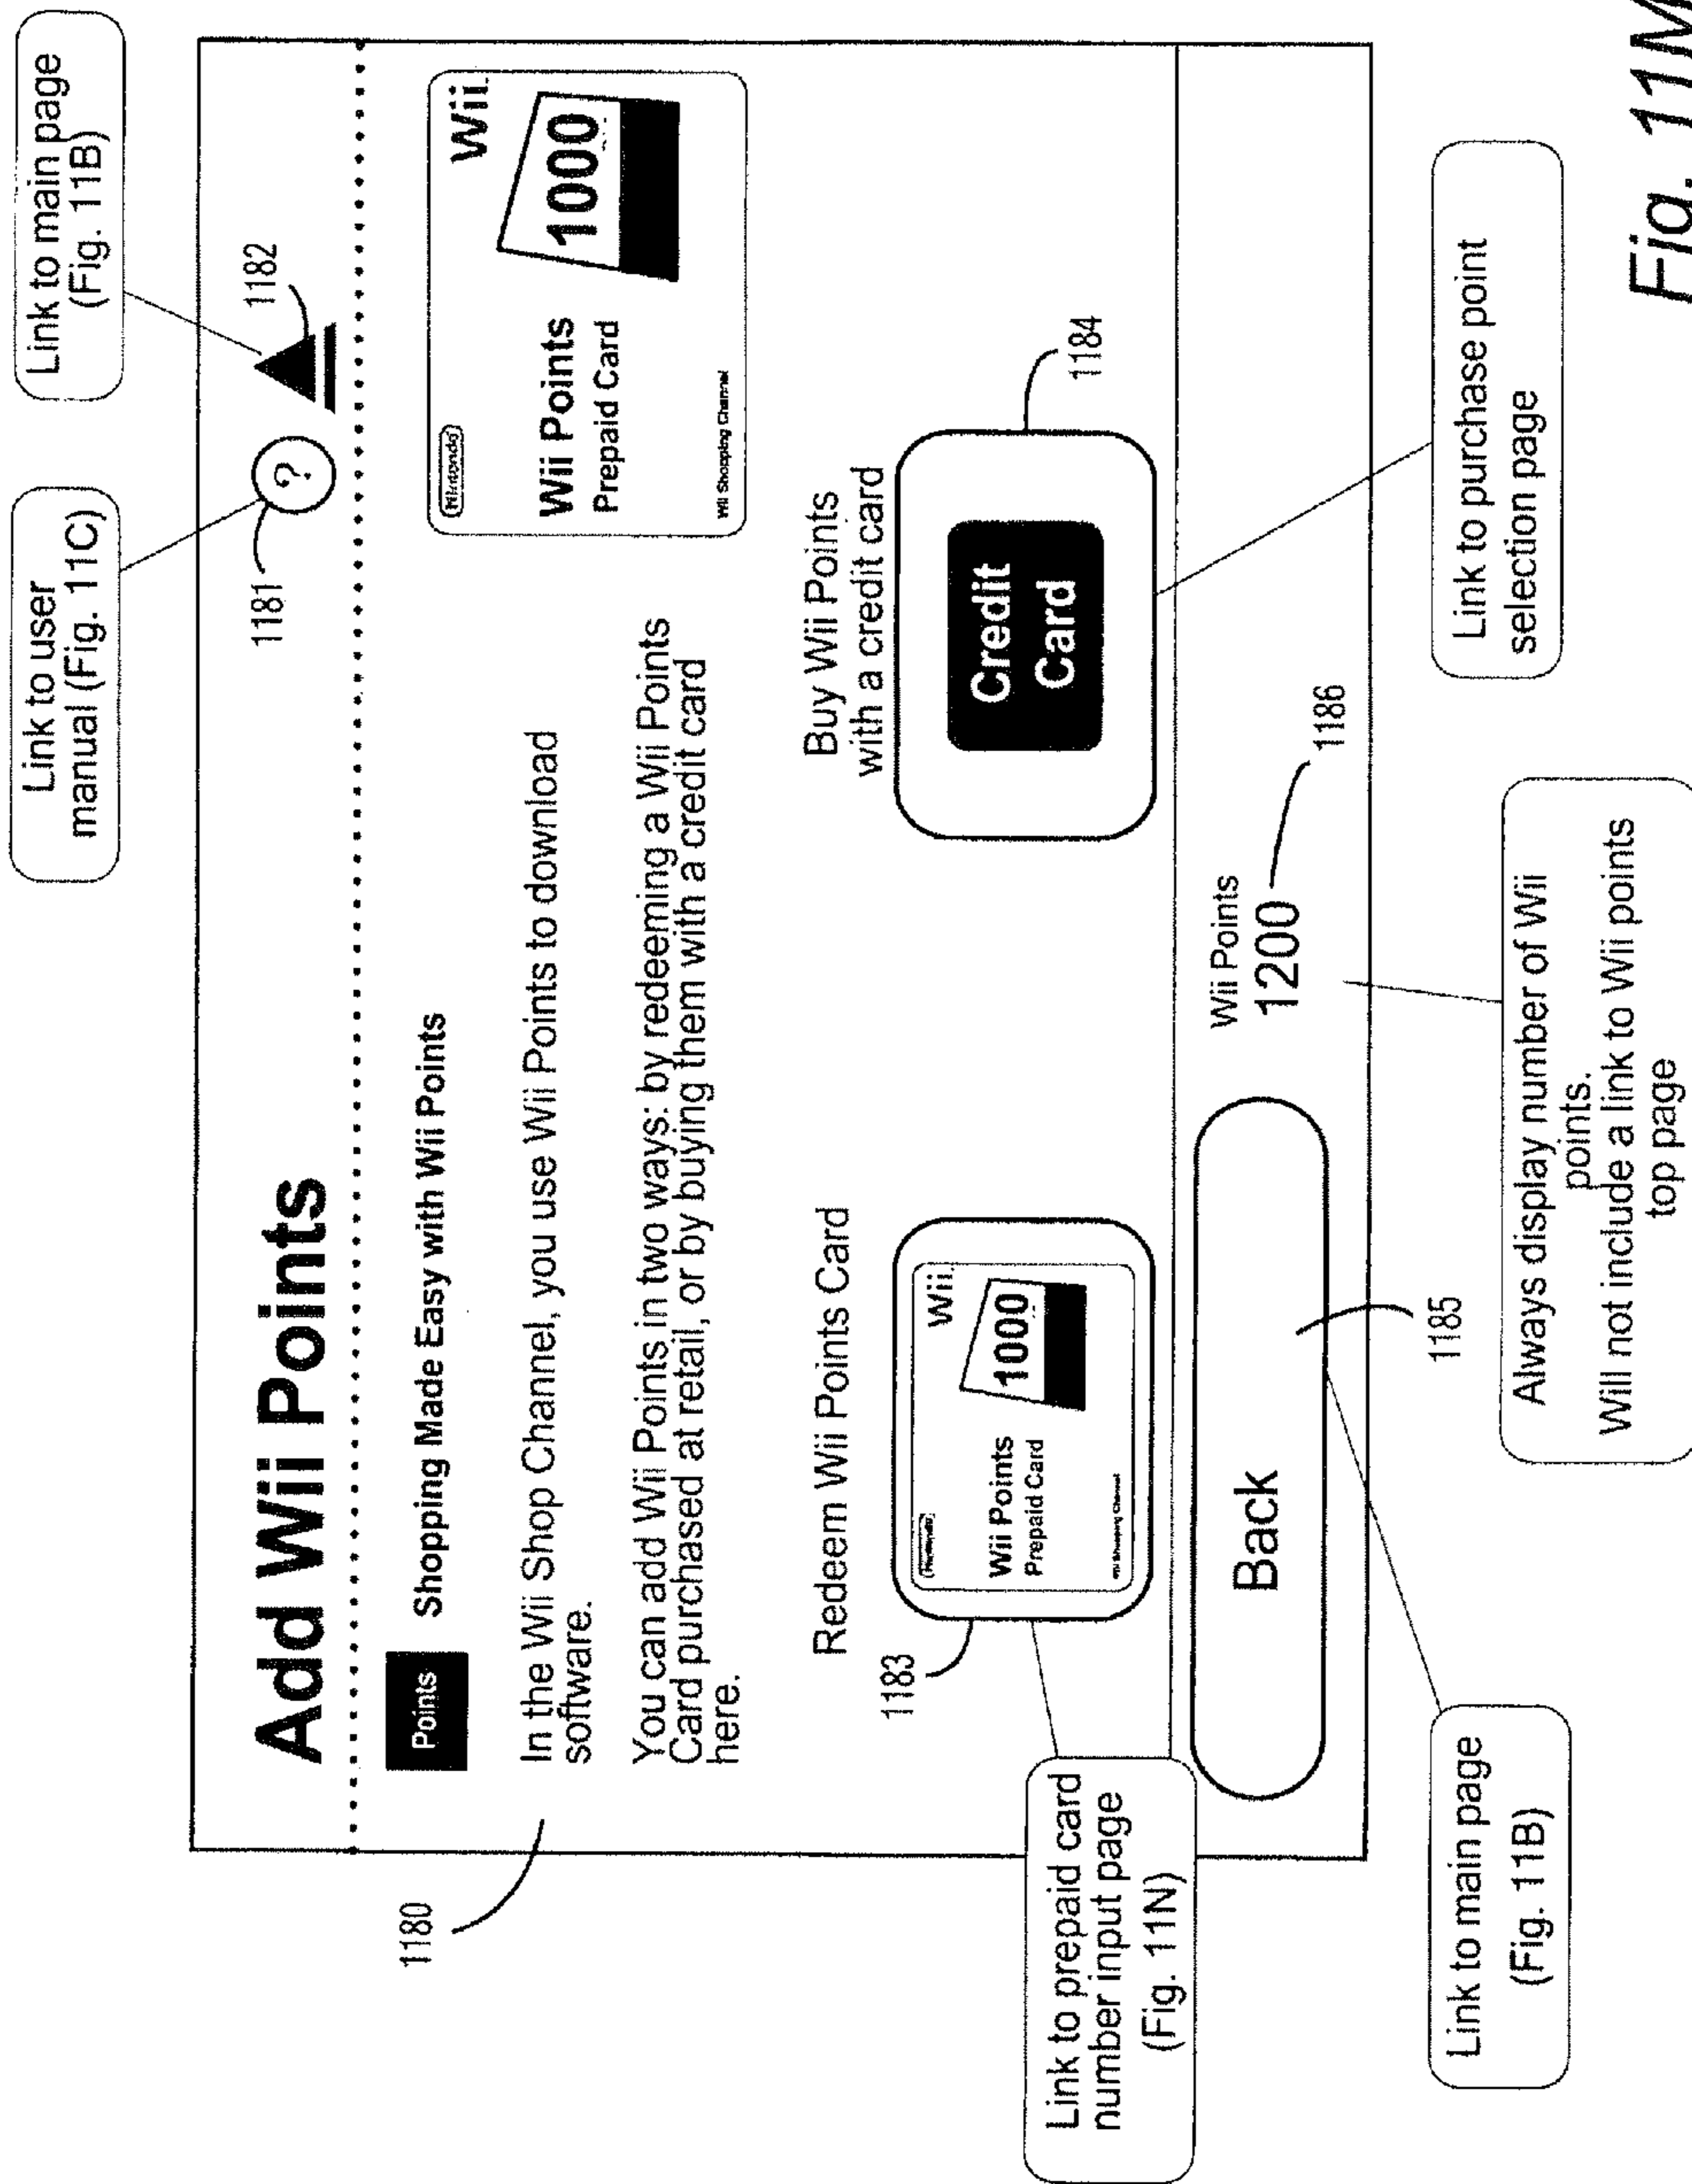 Link to user
manual (Fig. 11C)
Link to main page
(Fig. 11B)
1181
1182
?
Add Wii Points
1180
Points
Shopping Made Easy with Wii Points
In the Wii Shop Channel, you use Wii Points to download
software.
You can add Wii Points in two ways: by redeeming a Wii Points
Card purchased at retail, or by buying them with a credit card
here.
Nintendo
Wii.
1000
Wii Points
Prepaid Card
Wii Shopping Channel
Redeem Wii Points Card
1183
Nintendo
Wii.
1000
Wii Points
Prepaid Card
Wii Shopping Channel
Buy Wii Points
with a credit card
Credit
Card
1184
Link to prepaid card
number input page
(Fig. 11N)
Back
1185
Wii Points
1200
1186
Link to main page
(Fig. 11B)
Always display number of Wii
points.
Will not include a link to Wii points
top page
Link to purchase point
selection page
Fig. 11M